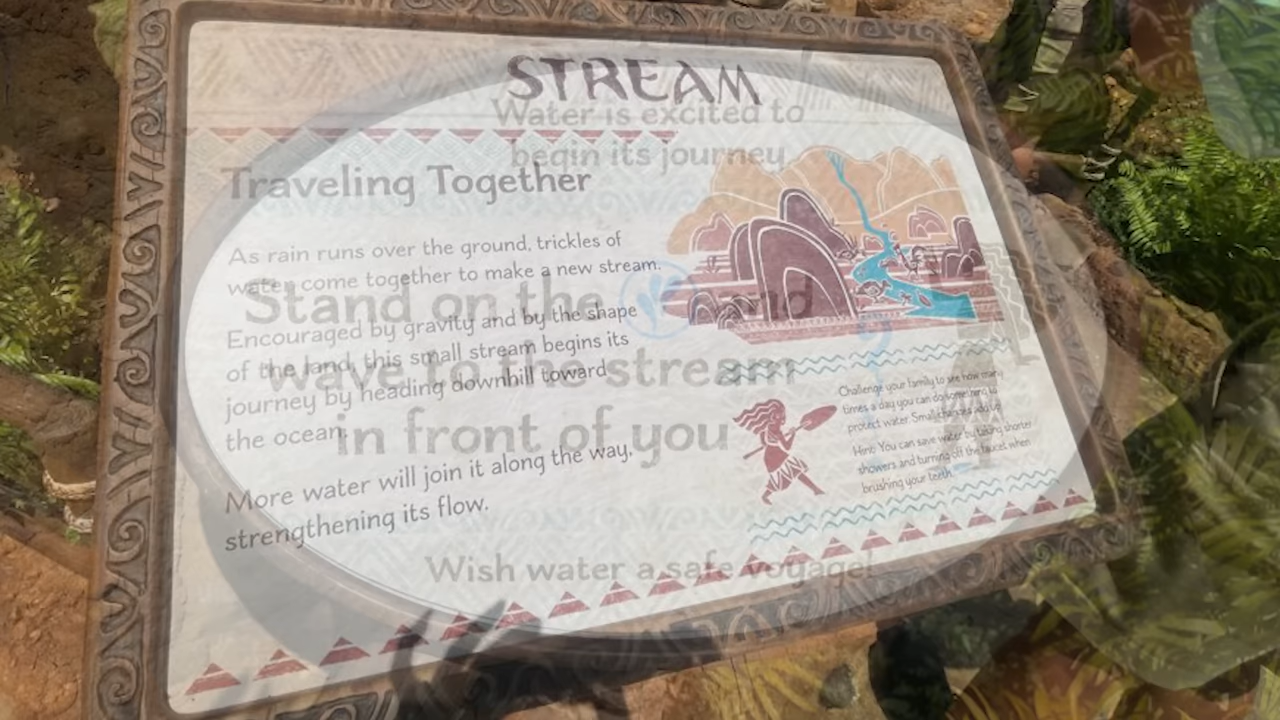 STREAM
Water is excited to
begin its journey
Traveling Together
As rain runs over the ground, trickles of
water come together to make a new stream.
Encouraged by gravity and by the shape
of the land, this small stream begins its
journey by heading downhill toward
the ocean.
More water will join it along the way,
strengthening its flow.
Stand on the and
wave to the stream
in front of you
Wish water a safe voyage!
Challenge your family to see how many
times a day you can do something to
protect water. Small changes add up
Hint: You can save water by taking shorter
showers and turning off the faucet when
brushing your teeth.